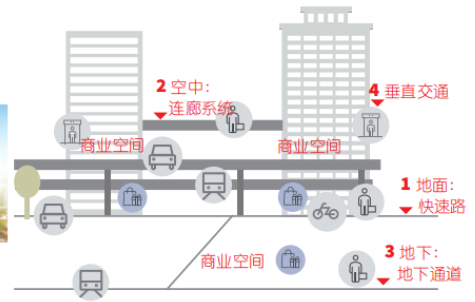 2 空中：
连廊系统
4 垂直交通
商业空间
商业空间
1 地面：
快速路
商业空间
3 地下：
地下通道